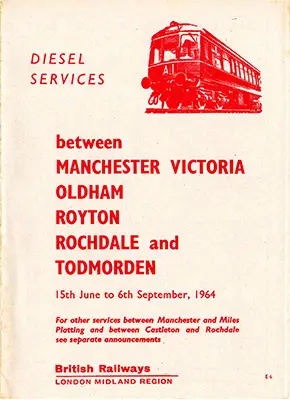 DIESEL
SERVICES
between
MANCHESTER VICTORIA
OLDHAM
ROYTON
ROCHDALE and
TODMORDEN
15th June to 6th September, 1964
For other services between Manchester and Miles
Platting and between Castleton and Rochdale
see separate announcements
British Railways
LONDON MIDLAND REGION
E4